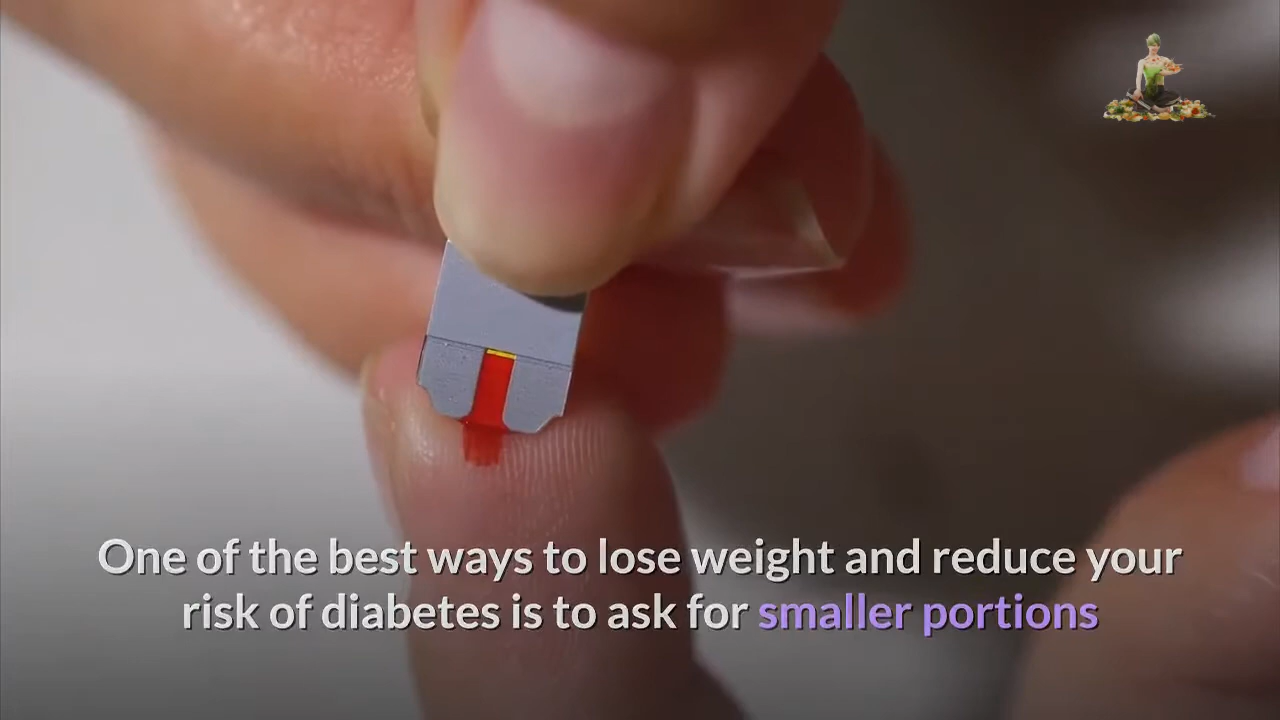 One of the best ways to lose weight and reduce your
risk of diabetes is to ask for smaller portions